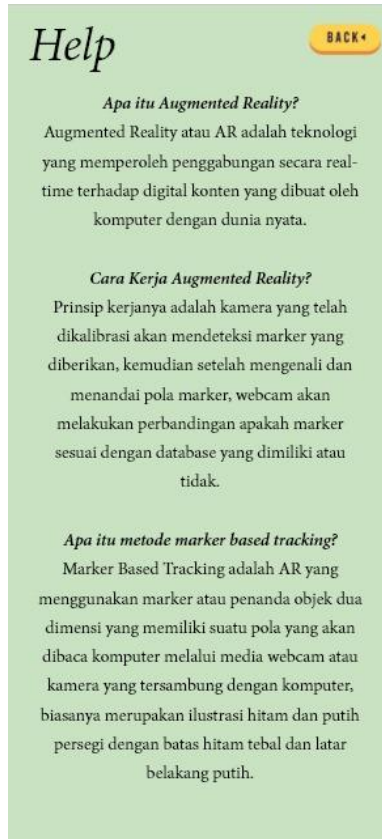 Help
BACK
Apa itu Augmented Reality?
Augmented Reality atau AR adalah teknologi
yang memperoleh penggabungan secara real-
time terhadap digital konten yang dibuat oleh
komputer dengan dunia nyata.
Cara Kerja Augmented Reality?
Prinsip kerjanya adalah kamera yang telah
dikalibrasi akan mendeteksi marker yang
diberikan, kemudian setelah mengenali dan
menandai pola marker, webcam akan
melakukan perbandingan apakah marker
sesuai dengan database yang dimiliki atau
tidak.
Apa itu metode marker based tracking?
Marker Based Tracking adalah AR yang
menggunakan marker atau penanda objek dua
dimensi yang memiliki suatu pola yang akan
dibaca komputer melalui media webcam atau
kamera yang tersambung dengan komputer,
biasanya merupakan ilustrasi hitam dan putih
persegi dengan batas hitam tebal dan latar
belakang putih.